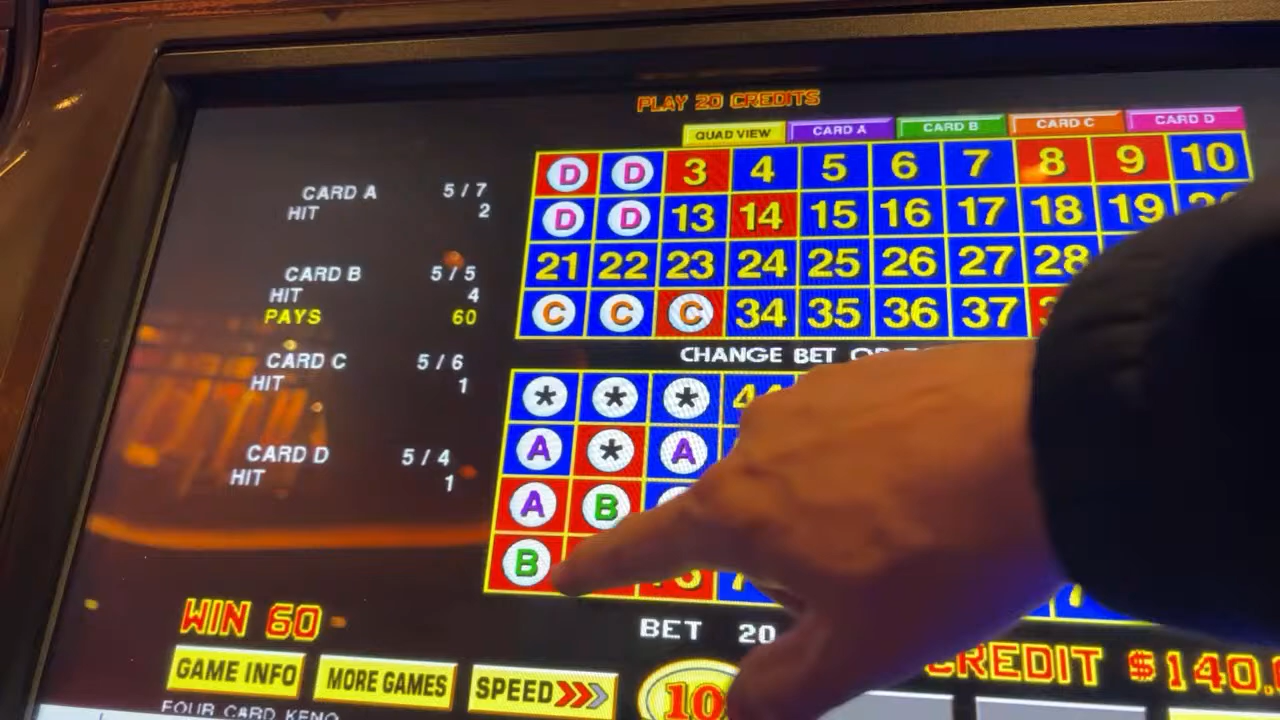 PLAY 20 CREDITS
QUAD VIEW CARD A CARD B CARD C CARD D
CARD A 5/7
HIT 2
CARD B 5/5
HIT 4
PAYS 60
CARD C 5/6
HIT 1
CARD D 5/4
HIT 1
D D 3 4 5 6 7 8 9 10
D D 13 14 15 16 17 18 19
21 22 23 24 25 26 27 28
C C C 34 35 36 37
CHANGE BET
* * * 44
A * A
A B
B
WIN 60
BET 20
CREDIT $140.
GAME INFO MORE GAMES SPEED
10
FOUR CARD KENO